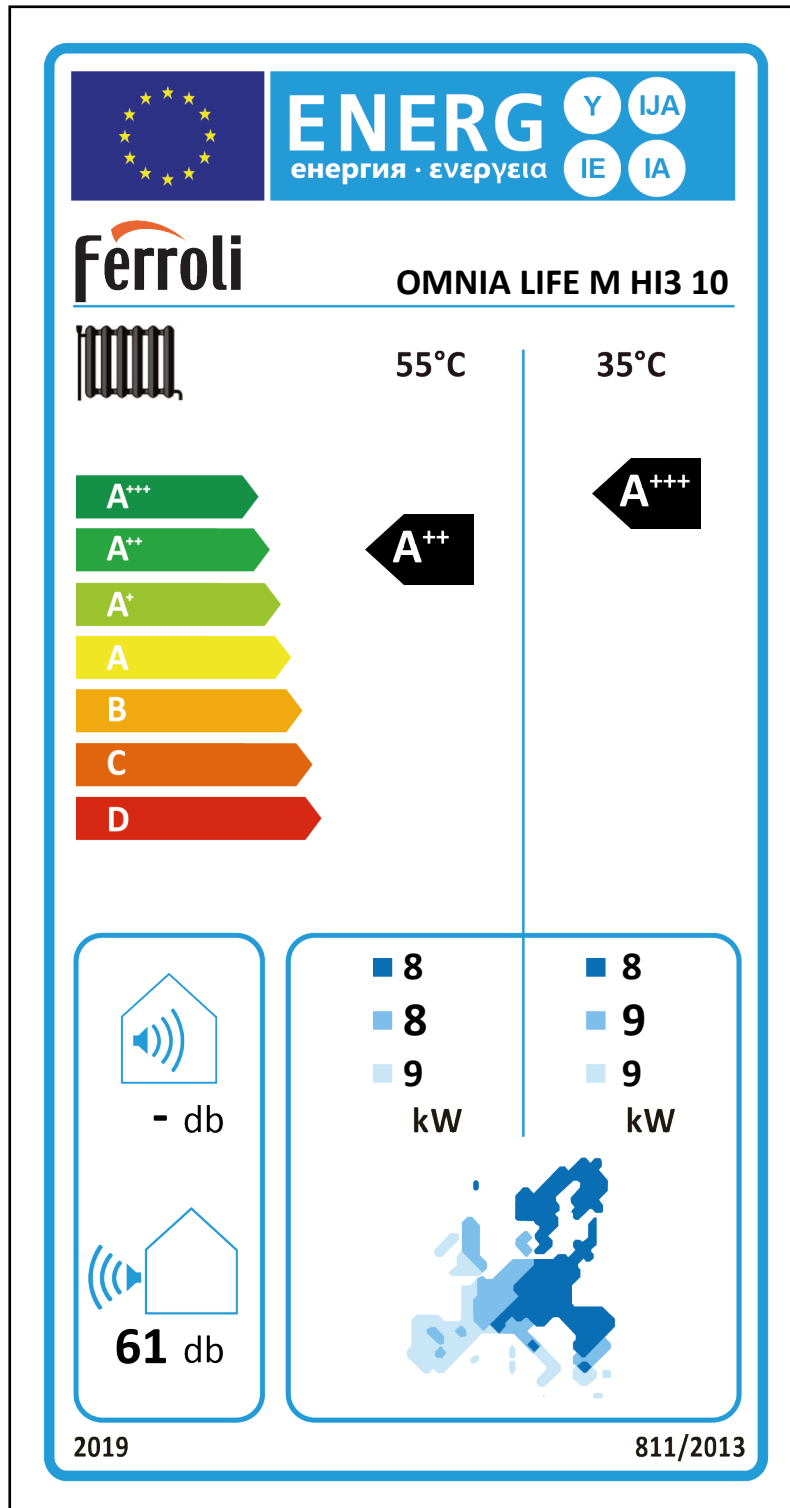 ENERG Y IJA
енергия · ενεργεια IE IA
Ferroli
OMNIA LIFE M HI3 10
55°C 35°C
A+++ A+++
A++ A++
A+
A
B
C
D
8 8
8 9
9 9
kW kW
- db
61 db
2019 811/2013